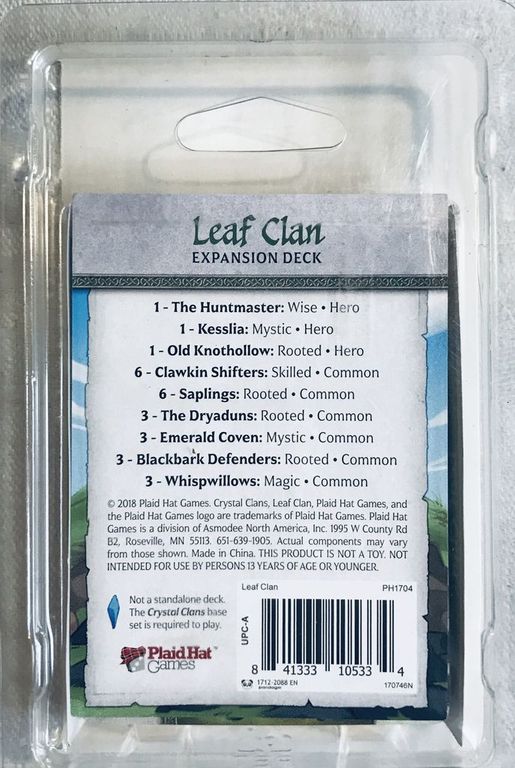 Leaf Clan
EXPANSION DECK
1 - The Huntmaster: Wise • Hero
1 - Kesslia: Mystic • Hero
1 - Old Knothollow: Rooted • Hero
6 - Clawkin Shifters: Skilled • Common
6 - Saplings: Rooted • Common
3 - The Dryaduns: Rooted • Common
3 - Emerald Coven: Mystic • Common
3 - Blackbark Defenders: Rooted • Common
3 - Whispwillows: Magic • Common
© 2018 Plaid Hat Games. Crystal Clans, Leaf Clan, Plaid Hat Games, and
the Plaid Hat Games logo are trademarks of Plaid Hat Games. Plaid Hat
Games is a division of Asmodee North America, Inc. 1995 W County Rd
B2, Roseville, MN 55113. 651-639-1905. Actual components may vary
from those shown. Made in China. THIS PRODUCT IS NOT A TOY. NOT
INTENDED FOR USE BY PERSONS 13 YEARS OF AGE OR YOUNGER.
Not a standalone deck.
The Crystal Clans base
set is required to play.
Plaid Hat
Games
Leaf Clan PH1704
UPC-A
8 41333 10533 4
1712-2088 EN 170746N